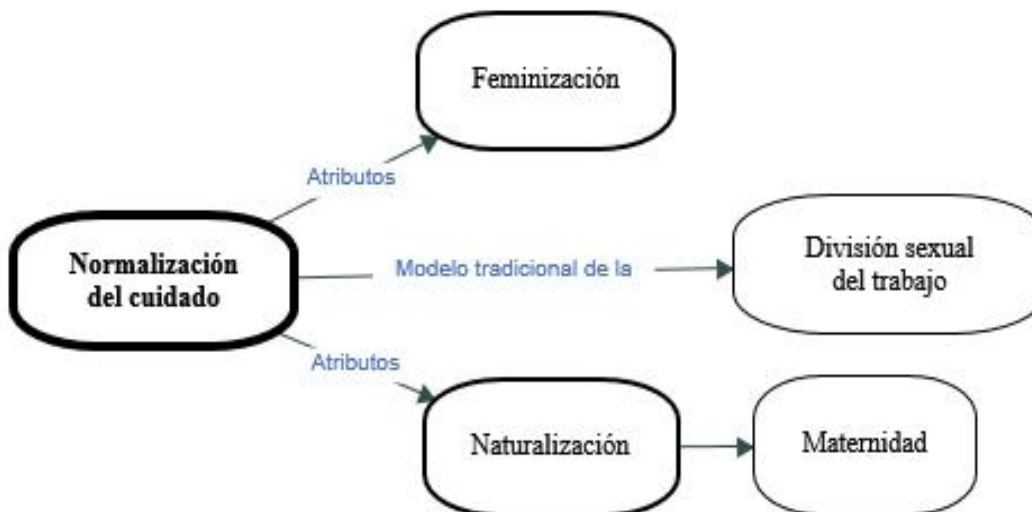 Feminización
Atributos
Normalización
del cuidado
Modelo tradicional de la
División sexual
del trabajo
Atributos
Naturalización
Maternidad